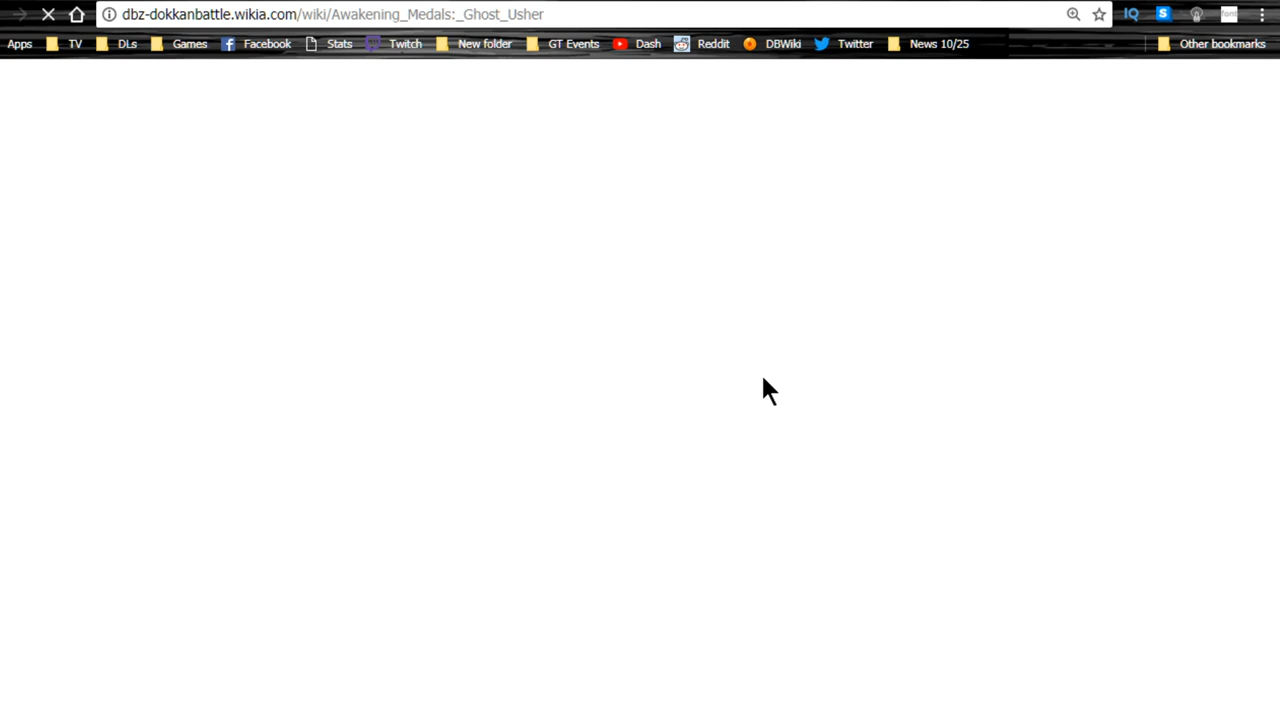 dbz-dokkanbattle.wikia.com/wiki/Awakening_Medals:_Ghost_Usher
Apps TV DLs Games Facebook Stats Twitch New folder GT Events Dash Reddit DBWiki Twitter News 10/25 Other bookmarks